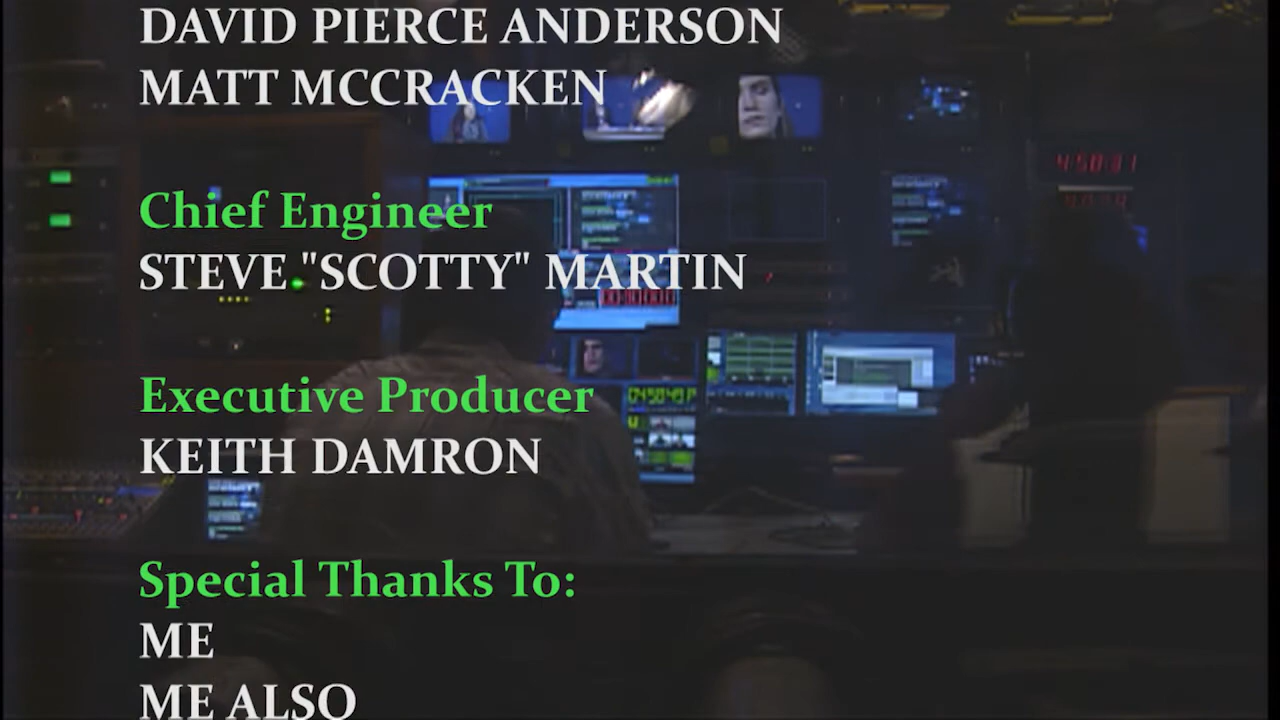 DAVID PIERCE ANDERSON
MATT MCCRACKEN
Chief Engineer
STEVE "SCOTTY" MARTIN
Executive Producer
KEITH DAMRON
Special Thanks To:
ME
ME ALSO